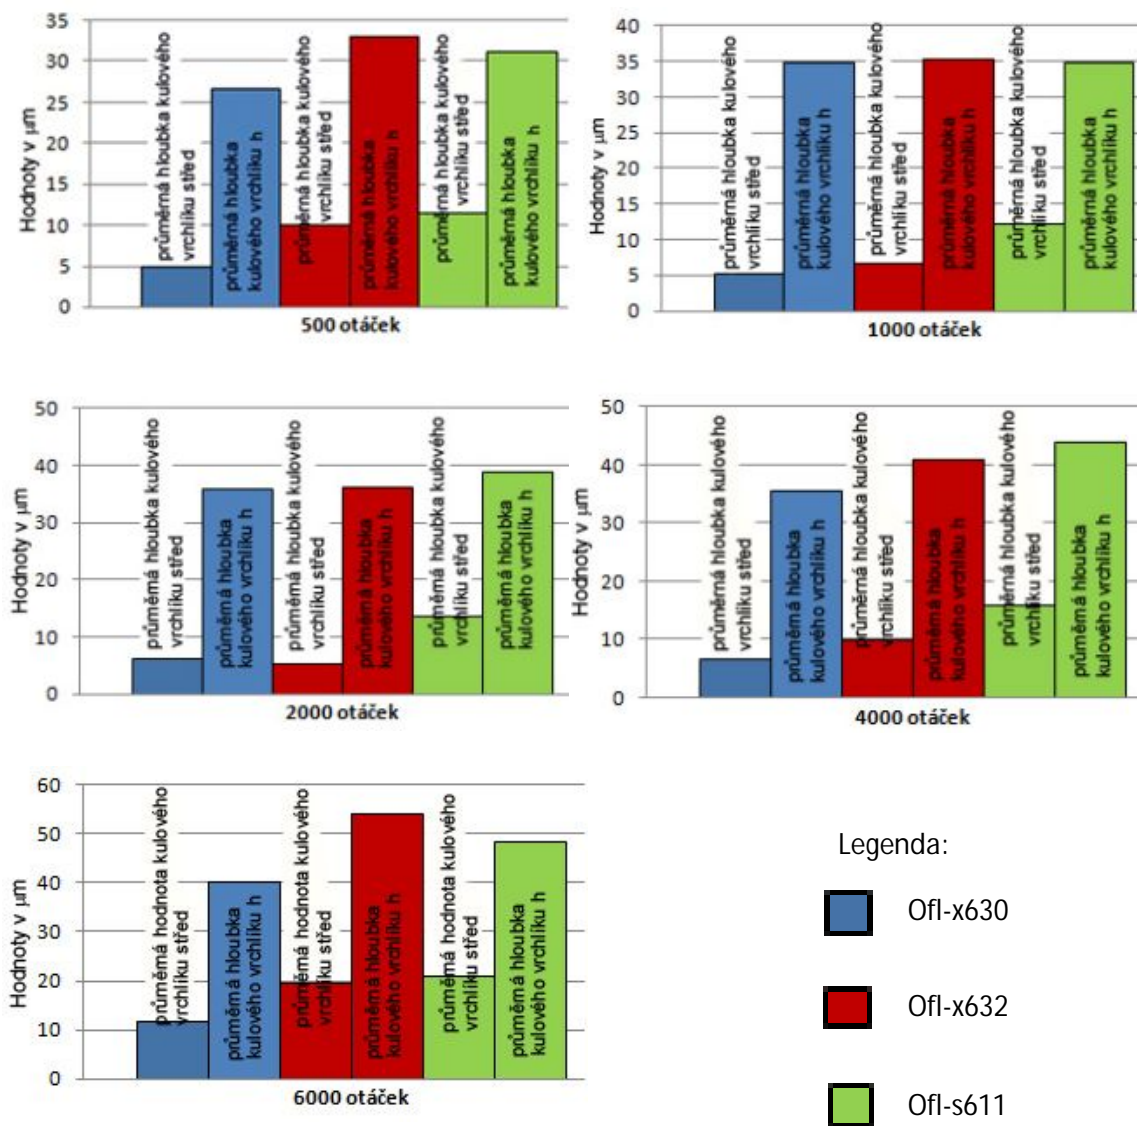 Hodnoty v μm
35
30
25
20
15
10
5
0
průměrná hloubka kulového
vrchlíku střed
průměrná hloubka
kulového vrchlíku h
průměrná hloubka kulového
vrchlíku střed
průměrná hloubka
kulového vrchlíku h
průměrná hloubka kulového
vrchlíku střed
průměrná hloubka
kulového vrchlíku h
500 otáček
Hodnoty v μm
40
35
30
25
20
15
10
5
0
průměrná hloubka kulového
vrchlíku střed
průměrná hloubka
kulového vrchlíku h
průměrná hloubka kulového
vrchlíku střed
průměrná hloubka
kulového vrchlíku h
průměrná hloubka kulového
vrchlíku střed
průměrná hloubka
kulového vrchlíku h
1000 otáček
Hodnoty v μm
50
40
30
20
10
0
průměrná hloubka kulového
vrchlíku střed
průměrná hloubka
kulového vrchlíku h
průměrná hloubka kulového
vrchlíku střed
průměrná hloubka
kulového vrchlíku h
průměrná hloubka kulového
vrchlíku střed
průměrná hloubka
kulového vrchlíku h
2000 otáček
Hodnoty v μm
50
40
30
20
10
0
průměrná hloubka kulového
vrchlíku střed
průměrná hloubka
kulového vrchlíku h
průměrná hloubka kulového
vrchlíku střed
průměrná hloubka
kulového vrchlíku h
průměrná hloubka kulového
vrchlíku střed
průměrná hloubka
kulového vrchlíku h
4000 otáček
Hodnoty v μm
60
50
40
30
20
10
0
průměrná hodnota kulového
vrchlíku střed
průměrná hloubka
kulového vrchlíku h
průměrná hodnota kulového
vrchlíku střed
průměrná hloubka
kulového vrchlíku h
průměrná hodnota kulového
vrchlíku střed
průměrná hloubka
kulového vrchlíku h
6000 otáček
Legenda:
Ofl-x630
Ofl-x632
Ofl-s611